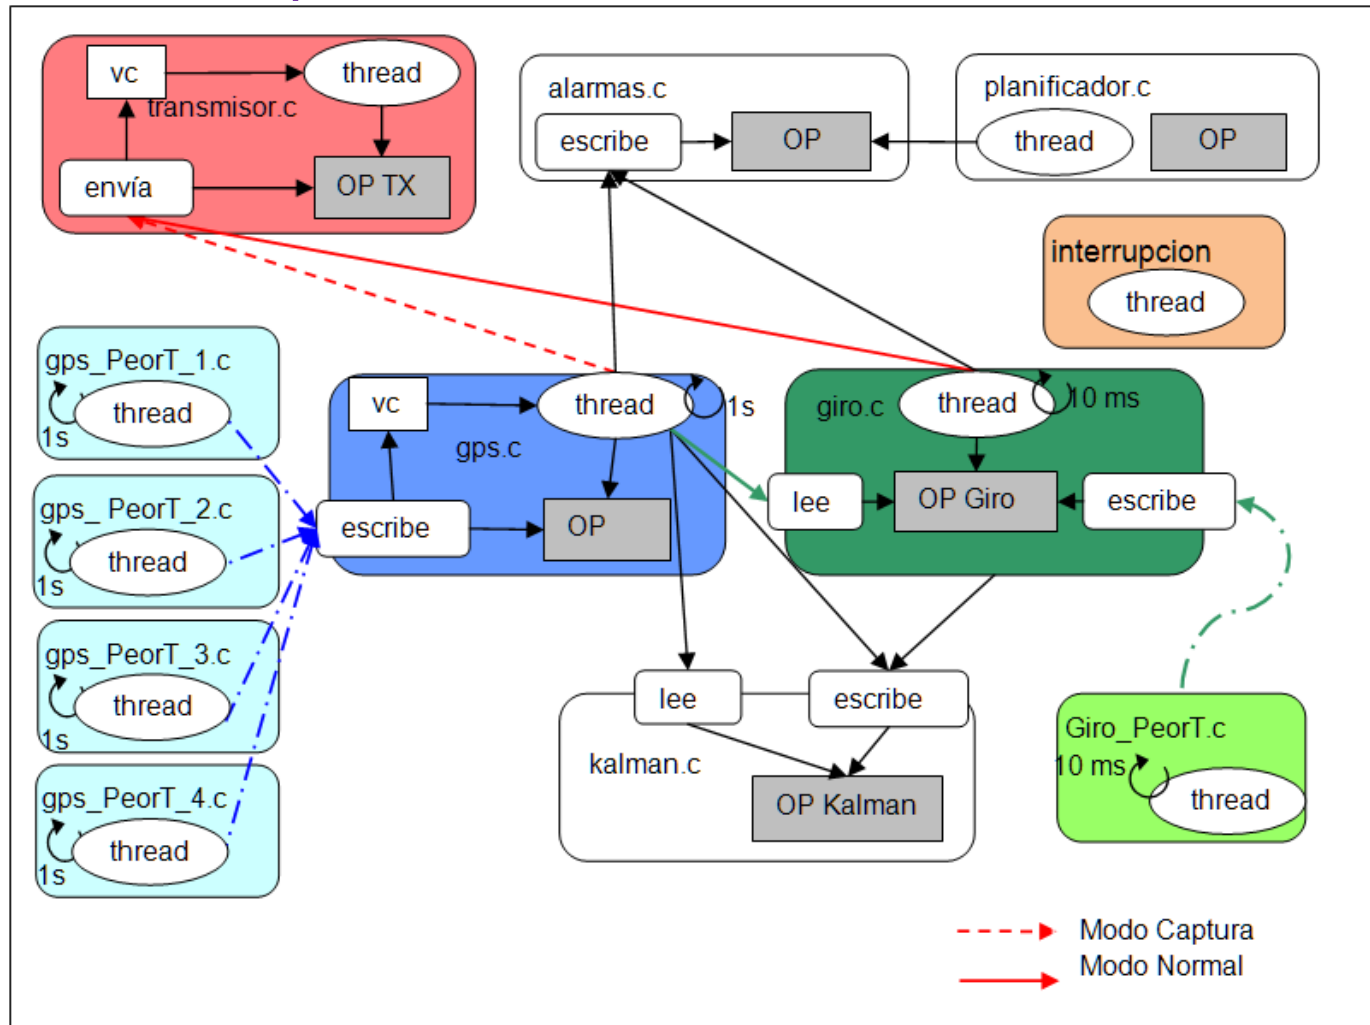 vc
thread
transmisor.c
envía
OP TX
alarmas.c
escribe
OP
planificador.c
thread
OP
interrupcion
thread
gps_PeorT_1.c
thread
1s
gps_ PeorT_2.c
thread
1s
gps_PeorT_3.c
thread
1s
gps_PeorT_4.c
thread
1s
vc
thread
1s
gps.c
escribe
OP
giro.c
thread
10 ms
lee
OP Giro
escribe
lee
escribe
kalman.c
OP Kalman
Giro_PeorT.c
10 ms
thread
Modo Captura
Modo Normal